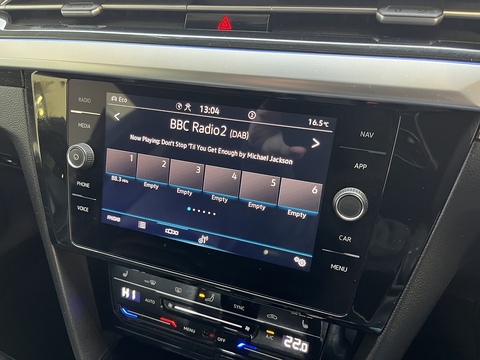 RADIO
MEDIA
PHONE
VOICE
Eco
13:04
16.5°C
BBC Radio2 (DAB)
Now Playing: Don't Stop 'Til You Get Enough by Michael Jackson
1 2 3 4 5 6
88.3 MHz Empty Empty Empty Empty Empty
NAV
APP
CAR
MENU
HI AUTO SYNC
MENU OFF A/C 22.0